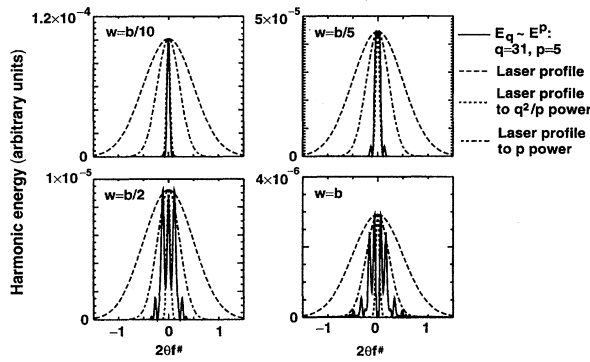 Harmonic energy (arbitrary units)
1.2×10⁻⁴
w=b/10
0
5×10⁻⁵
w=b/5
0
E_q ~ E^p:
q=31, p=5
Laser profile
Laser profile
to q²/p power
Laser profile
to p power
1×10⁻⁵
w=b/2
0
−1 0 1
2θf#
4×10⁻⁶
w=b
0
−1 0 1
2θf#